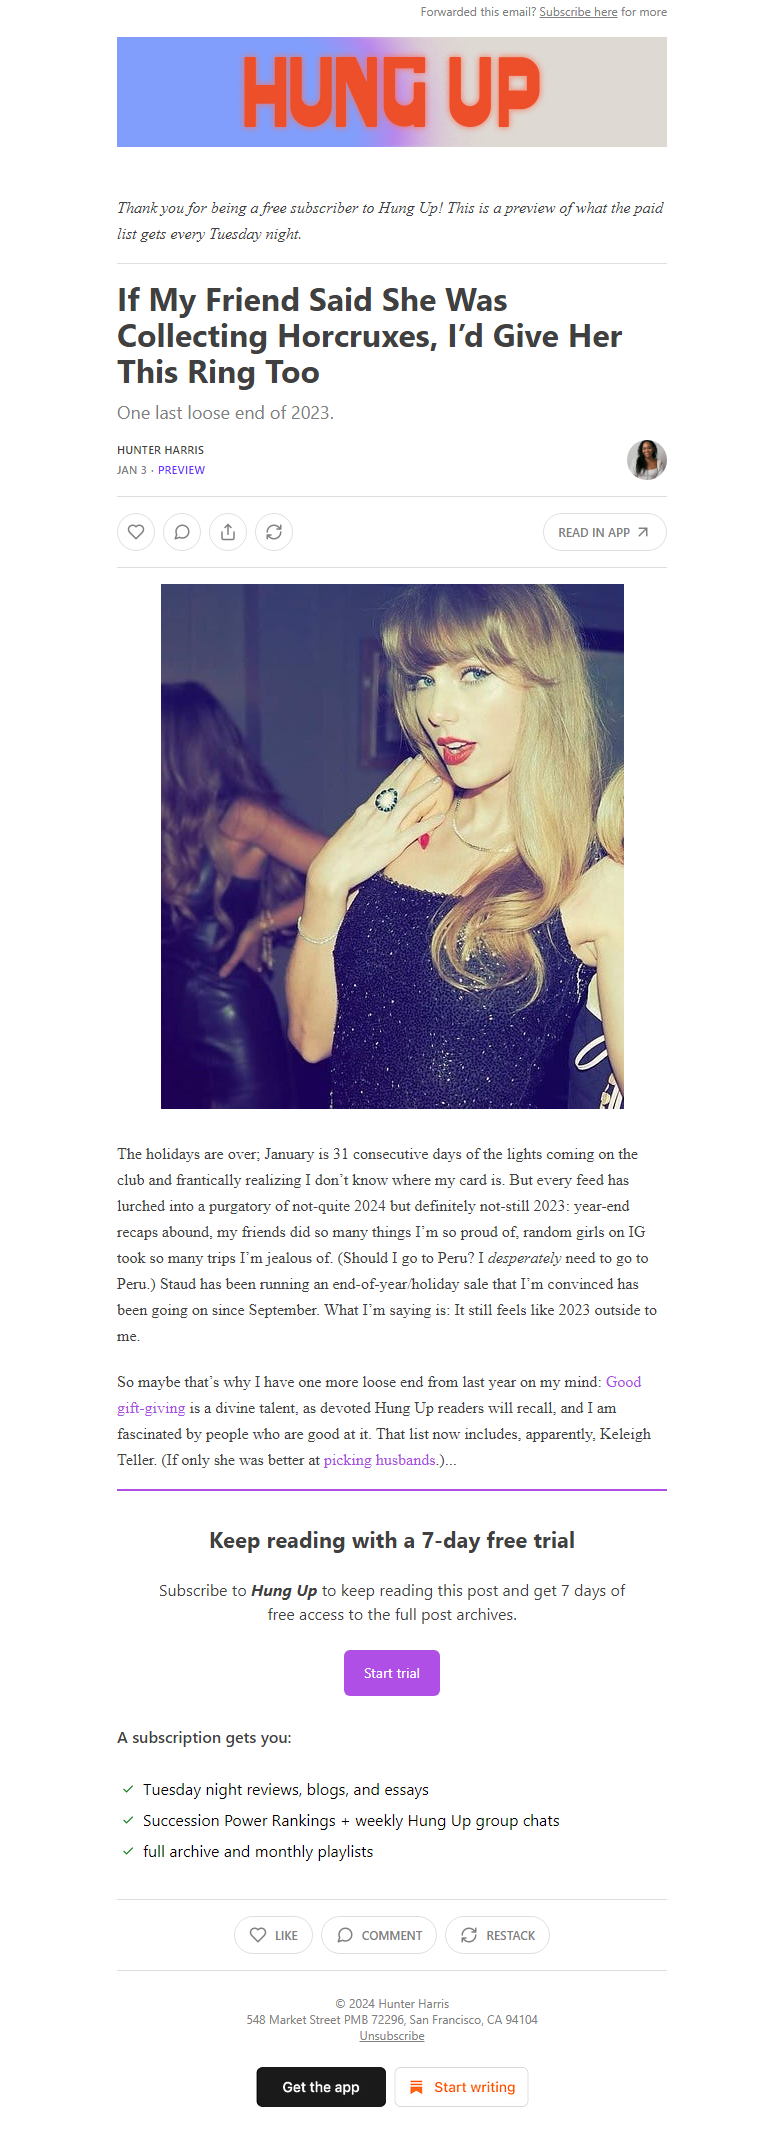 Forwarded this email? Subscribe here for more
HUNG UP
Thank you for being a free subscriber to Hung Up! This is a preview of what the paid
list gets every Tuesday night.
If My Friend Said She Was
Collecting Horcruxes, I’d Give Her
This Ring Too
One last loose end of 2023.
HUNTER HARRIS
JAN 3 · PREVIEW
READ IN APP
The holidays are over; January is 31 consecutive days of the lights coming on the
club and frantically realizing I don’t know where my card is. But every feed has
lurched into a purgatory of not-quite 2024 but definitely not-still 2023: year-end
recaps abound, my friends did so many things I’m so proud of, random girls on IG
took so many trips I’m jealous of. (Should I go to Peru? I desperately need to go to
Peru.) Staud has been running an end-of-year/holiday sale that I’m convinced has
been going on since September. What I’m saying is: It still feels like 2023 outside to
me.
So maybe that’s why I have one more loose end from last year on my mind: Good
gift-giving is a divine talent, as devoted Hung Up readers will recall, and I am
fascinated by people who are good at it. That list now includes, apparently, Keleigh
Teller. (If only she was better at picking husbands.)...
Keep reading with a 7-day free trial
Subscribe to Hung Up to keep reading this post and get 7 days of
free access to the full post archives.
Start trial
A subscription gets you:
Tuesday night reviews, blogs, and essays
Succession Power Rankings + weekly Hung Up group chats
full archive and monthly playlists
LIKE COMMENT RESTACK
© 2024 Hunter Harris
548 Market Street PMB 72296, San Francisco, CA 94104
Unsubscribe
Get the app Start writing